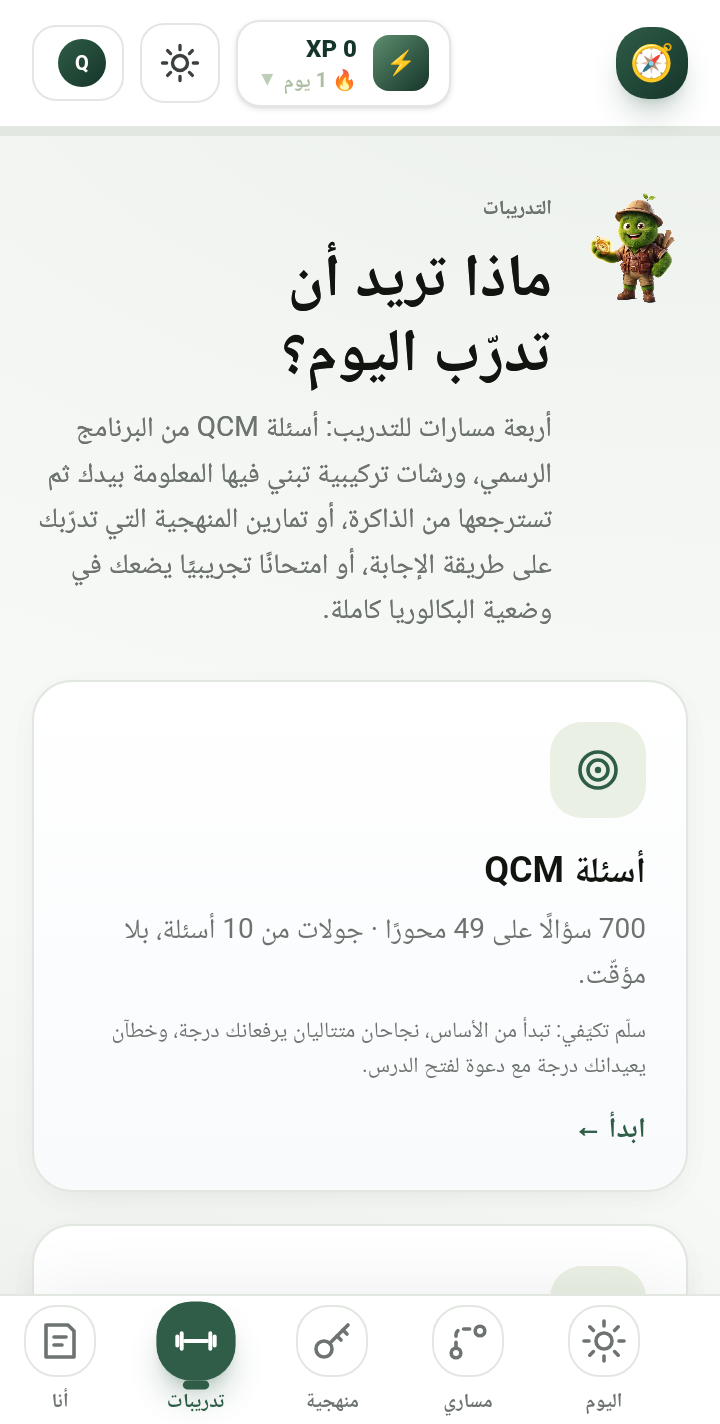 XP 0
🔥 1 يوم ▼
Q
التدريبات
ماذا تريد أن
تدرّب اليوم؟
أربعة مسارات للتدريب: أسئلة QCM من البرنامج
الرسمي، ورشات تركيبية تبني فيها المعلومة بيدك ثم
تسترجعها من الذاكرة، أو تمارين المنهجية التي تدرّبك
على طريقة الإجابة، أو امتحانًا تجريبيًا يضعك في
وضعية البكالوريا كاملة.
أسئلة QCM
700 سؤالًا على 49 محورًا · جولات من 10 أسئلة، بلا
مؤقّت.
سلّم تكيّفي: تبدأ من الأساس، نجاحان متتاليان يرفعانك درجة، وخطآن
يعيدانك درجة مع دعوة لفتح الدرس.
ابدأ ←
اليوم
مساري
منهجية
تدريبات
أنا